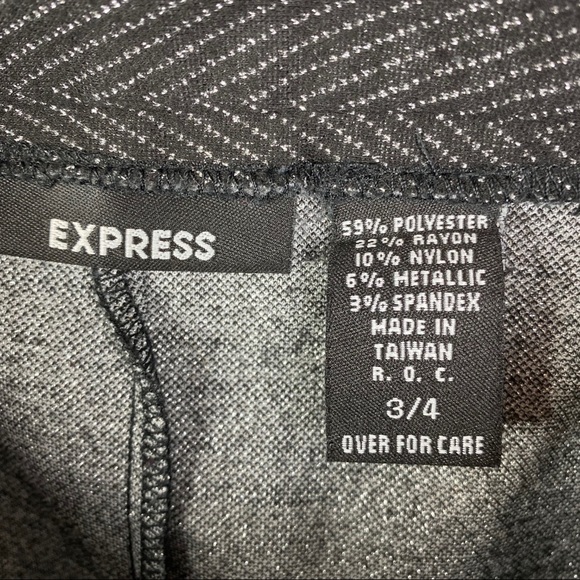 EXPRESS
59% POLYESTER
22% RAYON
10% NYLON
6% METALLIC
3% SPANDEX
MADE IN
TAIWAN
R. O. C.
3/4
OVER FOR CARE